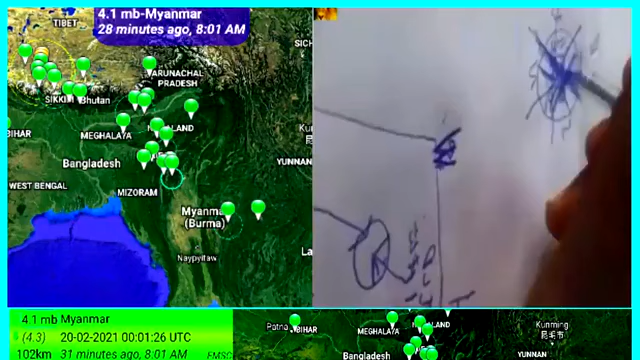 4.1 mb-Myanmar
28 minutes ago, 8:01 AM
TIBET
SICH
ARUNACHAL
PRADESH
SIKKIM
Bhutan
BIHAR
MEGHALAYA
Bangladesh
WEST BENGAL
MIZORAM
YUNNAN
Myanmar
(Burma)
Naypyitaw
La
4.1 mb Myanmar
(4.3) 20-02-2021 00:01:26 UTC
102km 31 minutes ago, 8:01 AM EMSC
Patna
BIHAR
MEGHALAYA
Bangladesh
Kunming
昆明市
YUNNAN